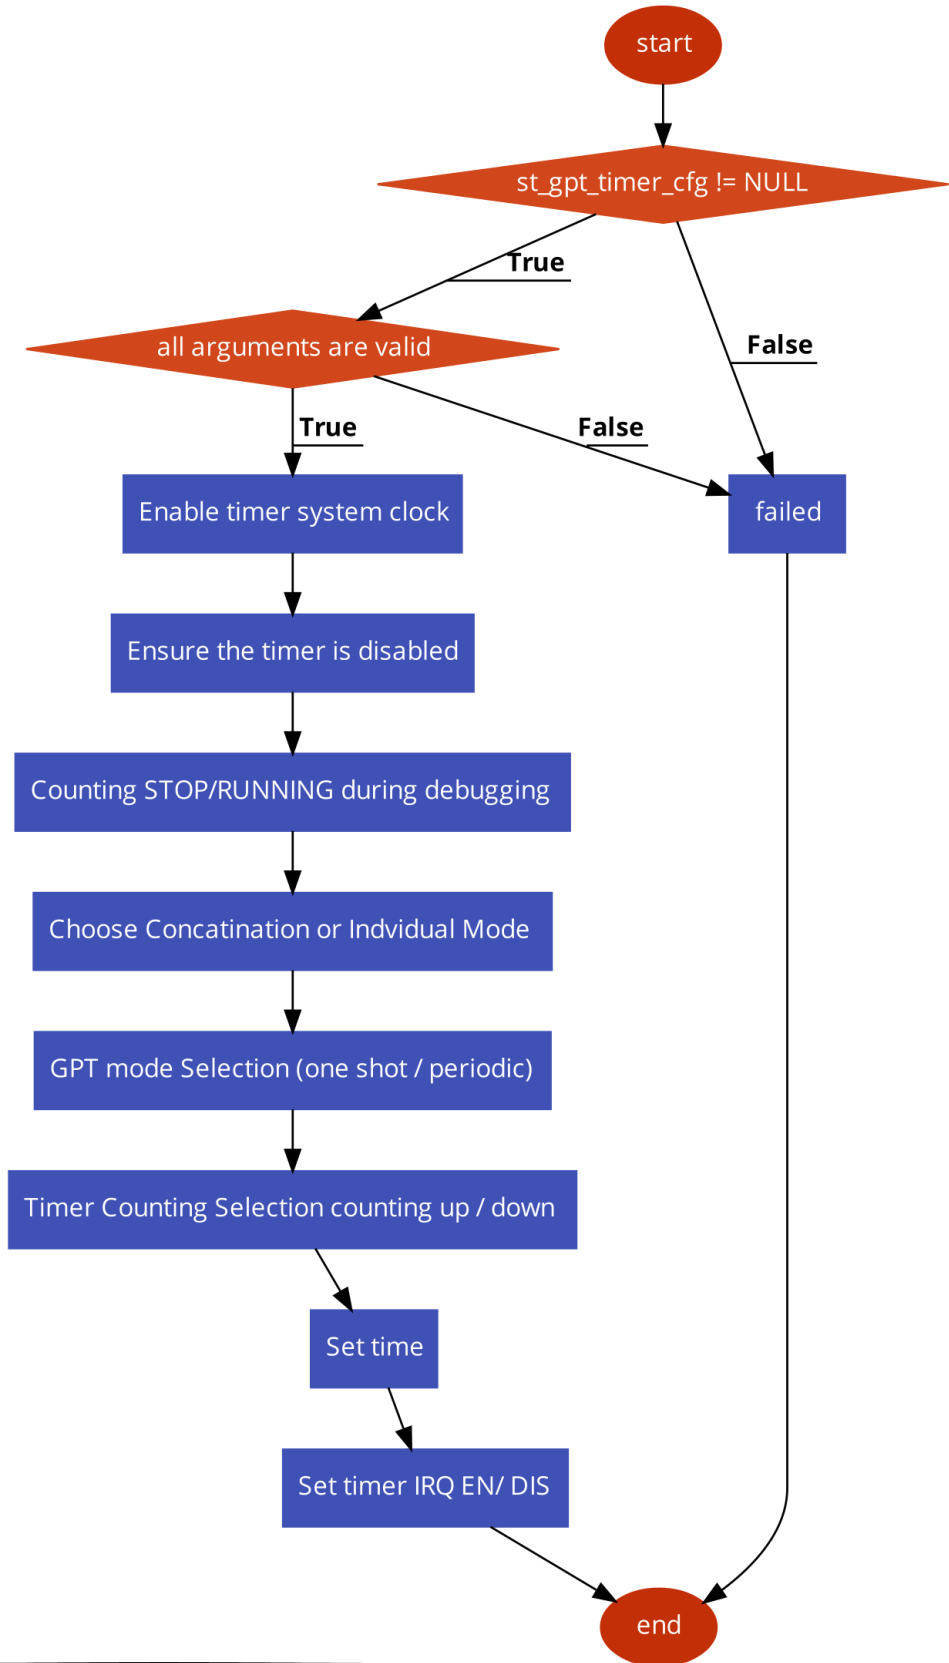 start
st_gpt_timer_cfg != NULL
True
all arguments are valid
False
True
False
Enable timer system clock
failed
Ensure the timer is disabled
Counting STOP/RUNNING during debugging
Choose Concatination or Indvidual Mode
GPT mode Selection (one shot / periodic)
Timer Counting Selection counting up / down
Set time
Set timer IRQ EN/ DIS
end